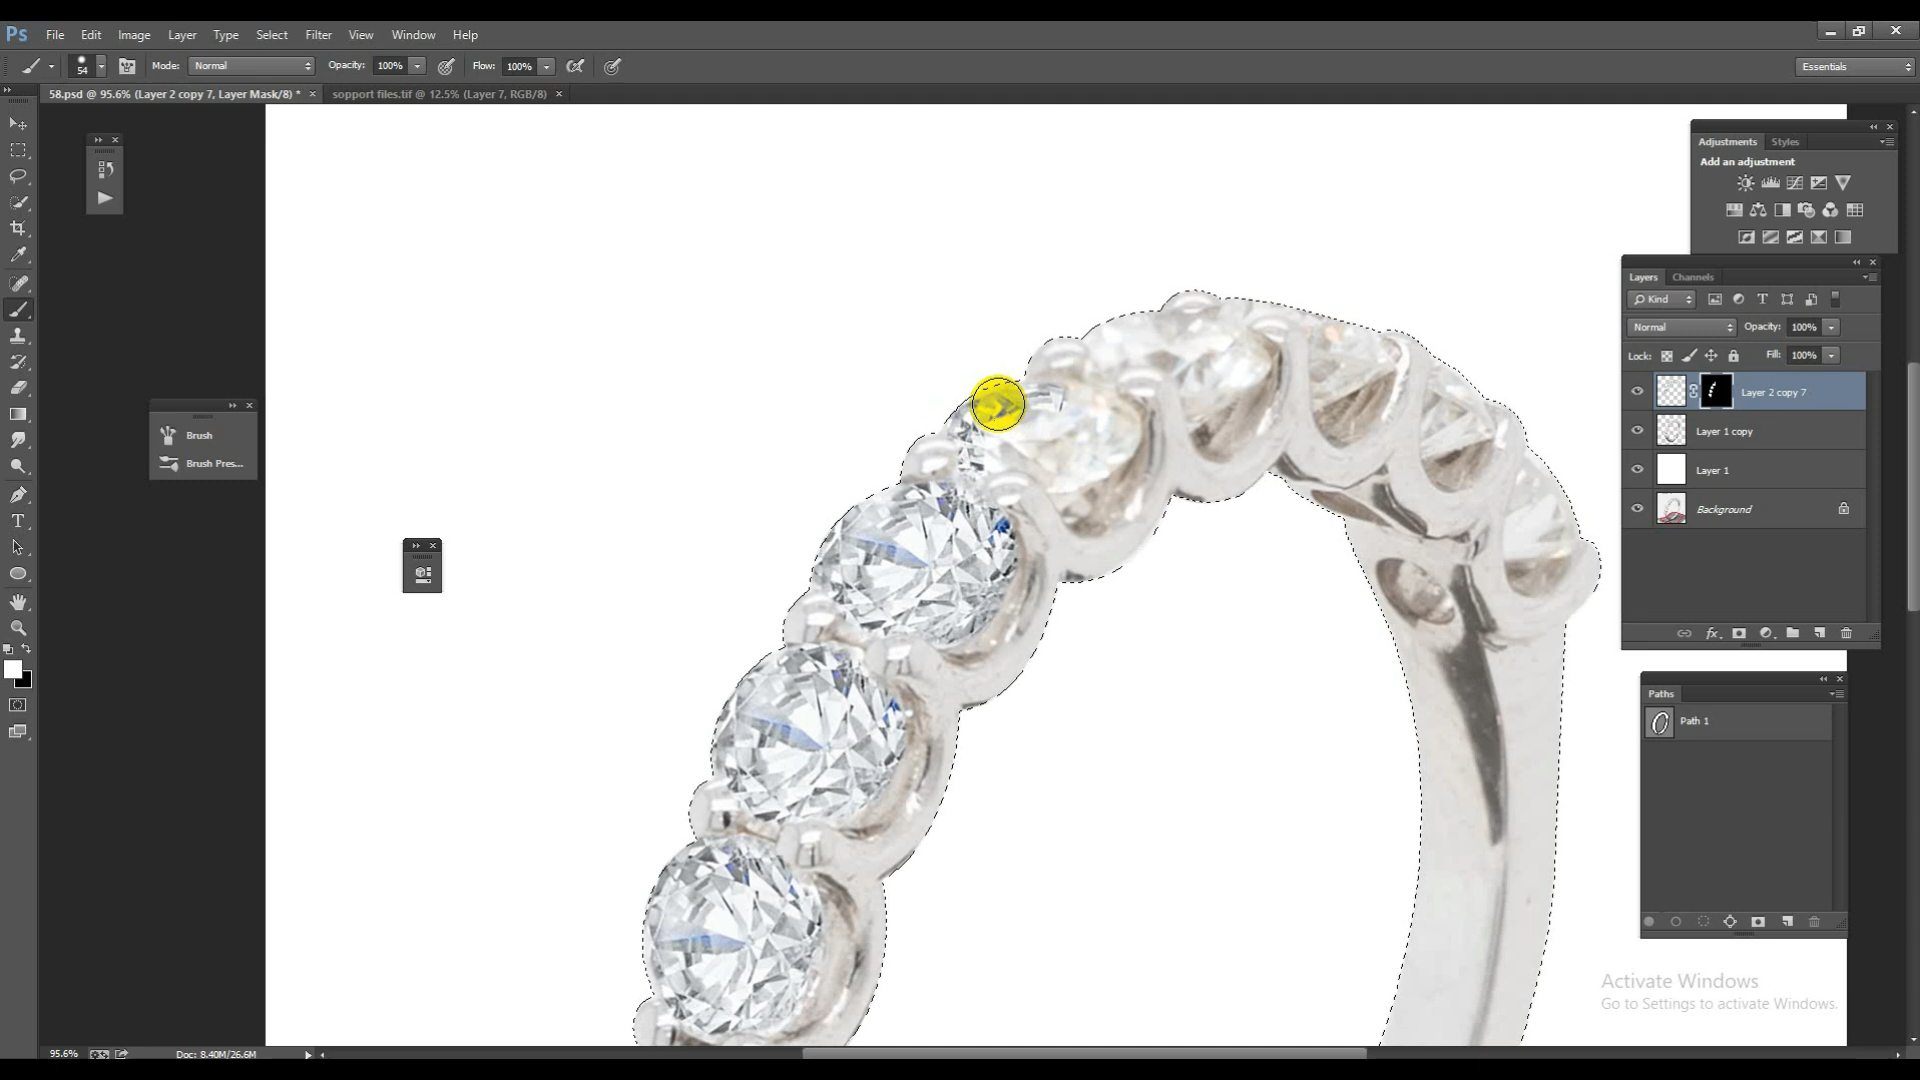 Ps File Edit Image Layer Type Select Filter View Window Help
54 Mode: Normal Opacity: 100% Flow: 100% Essentials
58.psd @ 95.6% (Layer 2 copy 7, Layer Mask/8) * × sopport files.tif @ 12.5% (Layer 7, RGB/8) ×
Adjustments Styles
Add an adjustment
Layers Channels
Kind
Normal Opacity: 100%
Lock: Fill: 100%
Layer 2 copy 7
Layer 1 copy
Layer 1
Background
fx
Brush
Brush Pres...
Paths
Path 1
Activate Windows
Go to Settings to activate Windows.
95.6% Doc: 8.40M/26.6M